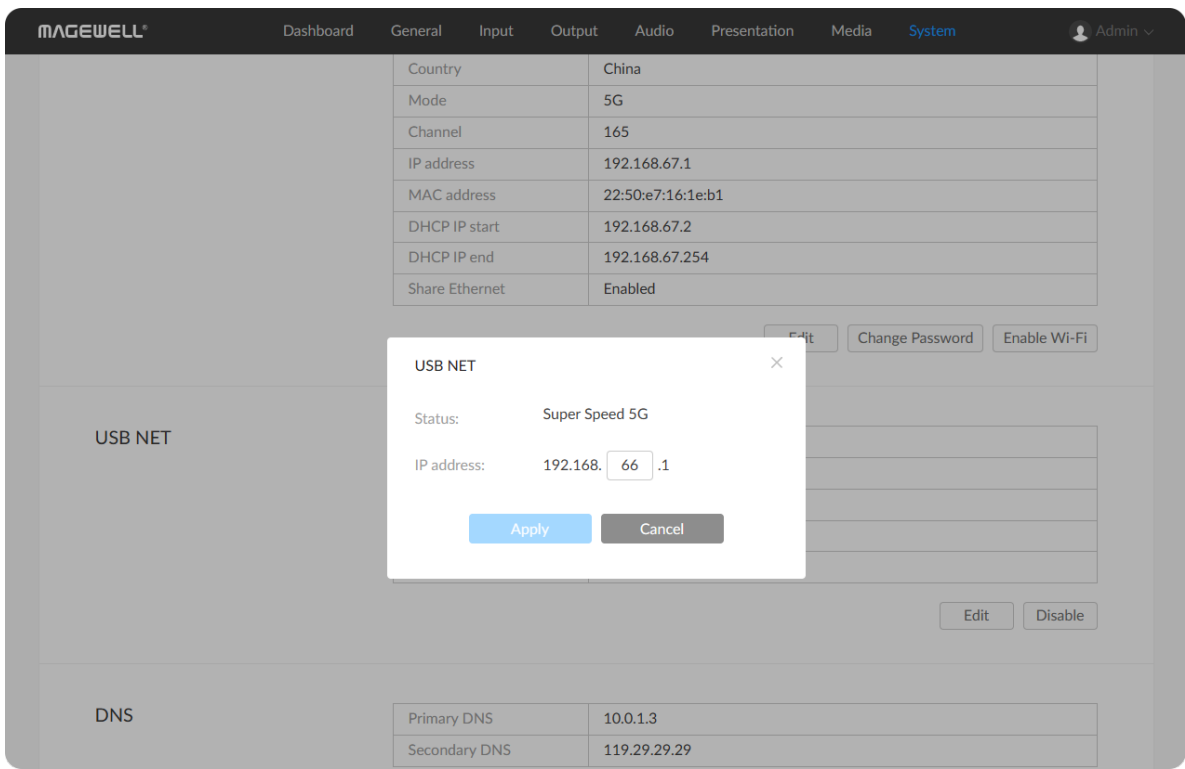 MAGEWELL®
Dashboard General Input Output Audio Presentation Media System Admin
Country China
Mode 5G
Channel 165
IP address 192.168.67.1
MAC address 22:50:e7:16:1e:b1
DHCP IP start 192.168.67.2
DHCP IP end 192.168.67.254
Share Ethernet Enabled
Edit Change Password Enable Wi-Fi
USB NET
USB NET
Status: Super Speed 5G
IP address: 192.168. 66 .1
Apply Cancel
Edit Disable
DNS
Primary DNS 10.0.1.3
Secondary DNS 119.29.29.29